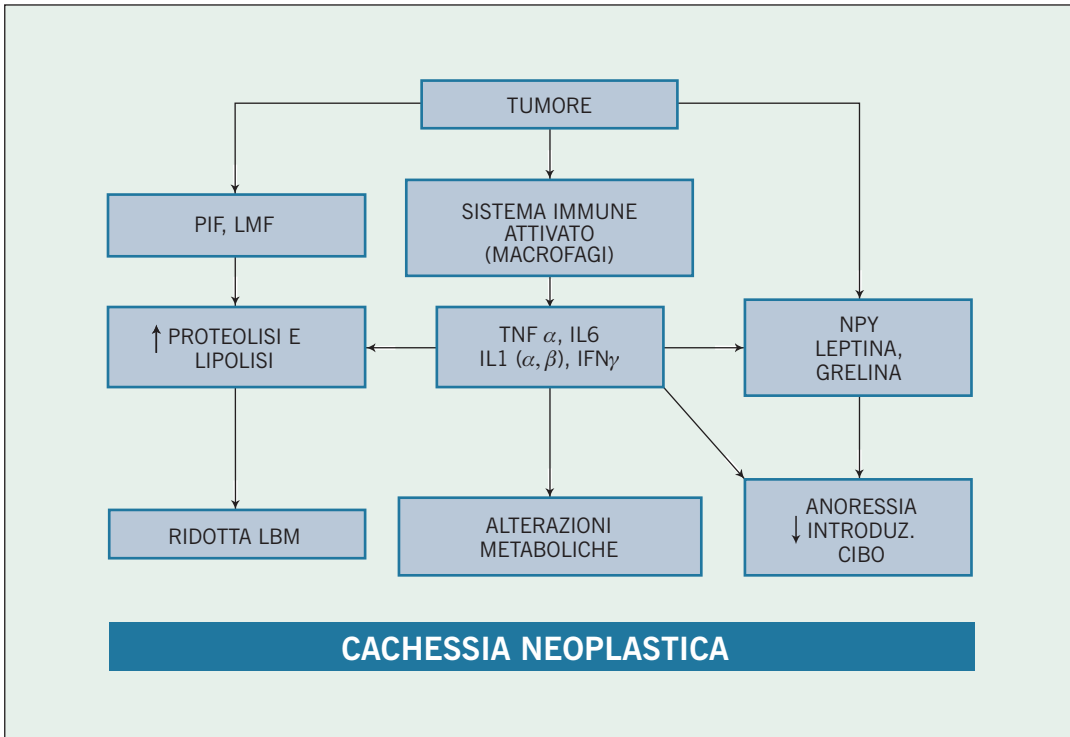 TUMORE
PIF, LMF
SISTEMA IMMUNE
ATTIVATO
(MACROFAGI)
↑ PROTEOLISI E
LIPOLISI
TNF α, IL6
IL1 (α, β), IFNγ
NPY
LEPTINA,
GRELINA
RIDOTTA LBM
ALTERAZIONI
METABOLICHE
ANORESSIA
↓ INTRODUZ.
CIBO
CACHESSIA NEOPLASTICA